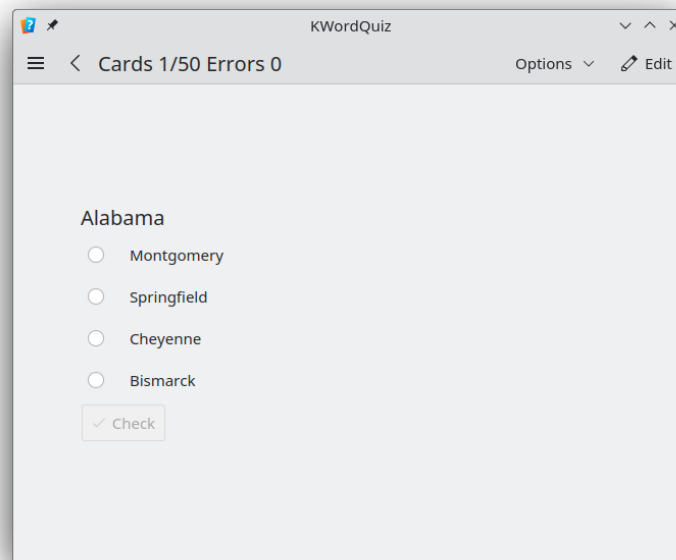 KWordQuiz
Cards 1/50 Errors 0 Options Edit
Alabama
Montgomery
Springfield
Cheyenne
Bismarck
Check